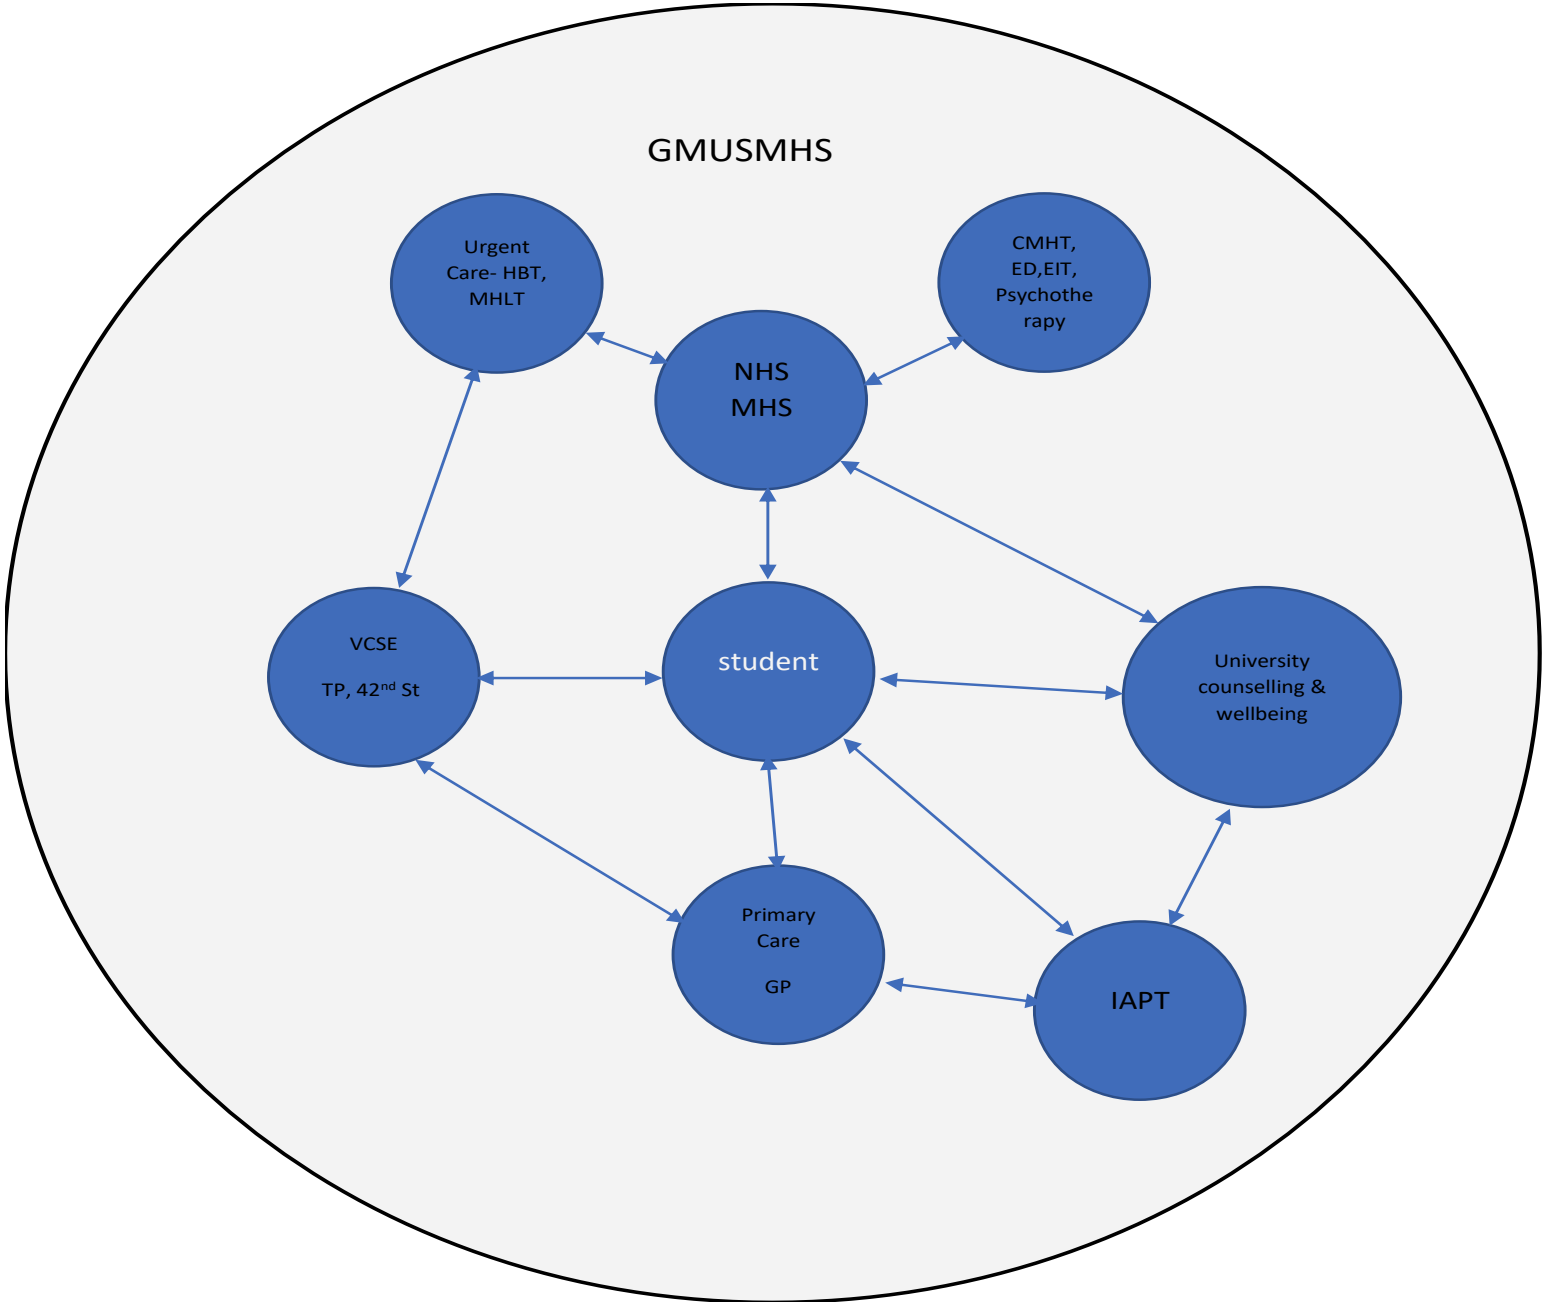 GMUSMHS
Urgent
Care- HBT,
MHLT
CMHT,
ED,EIT,
Psychothe
rapy
NHS
MHS
VCSE
TP, 42nd St
student
University
counselling &
wellbeing
Primary
Care
GP
IAPT